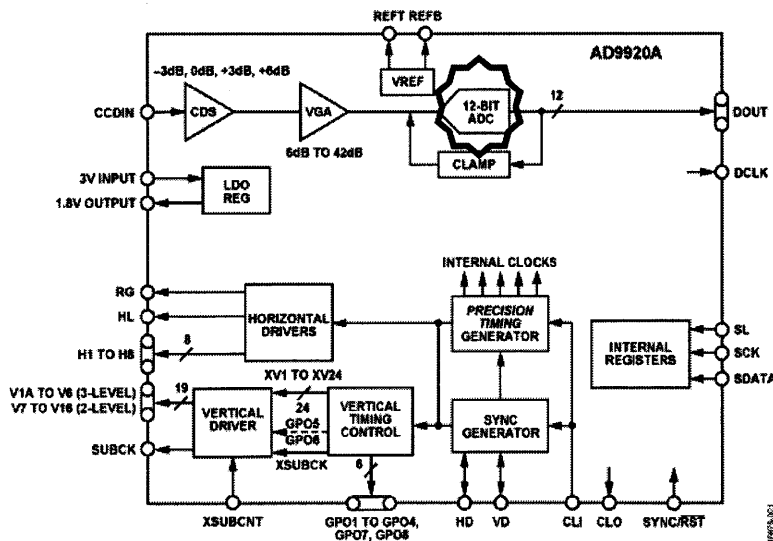 REFT REFB
AD9920A
–3dB, 0dB, +3dB, +6dB
VREF
CCDIN
CDS
VGA
12-BIT
ADC
12
DOUT
6dB TO 42dB
CLAMP
3V INPUT
LDO
REG
1.8V OUTPUT
DCLK
INTERNAL CLOCKS
RG
HL
HORIZONTAL
DRIVERS
PRECISION
TIMING
GENERATOR
INTERNAL
REGISTERS
SL
SCK
SDATA
8
H1 TO H8
XV1 TO XV24
V1A TO V6 (3-LEVEL)
V7 TO V16 (2-LEVEL)
19
VERTICAL
DRIVER
24
GPO5
GPO6
VERTICAL
TIMING
CONTROL
SYNC
GENERATOR
SUBCK
XSUBCK
6
XSUBCNT
GPO1 TO GPO4,
GPO7, GPO8
HD
VD
CLI
CLO
SYNC/RST